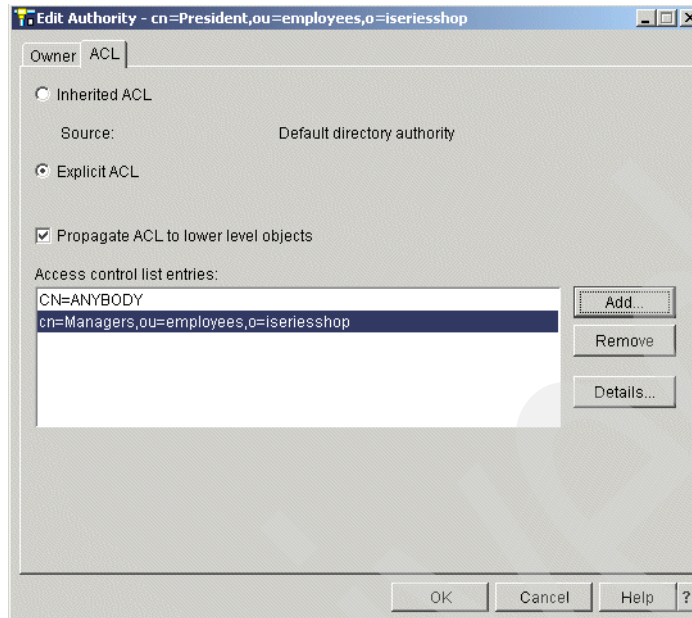 Edit Authority - cn=President,ou=employees,o=iseriesshop
Owner ACL
Inherited ACL
Source: Default directory authority
Explicit ACL
Propagate ACL to lower level objects
Access control list entries:
CN=ANYBODY
cn=Managers,ou=employees,o=iseriesshop
Add...
Remove
Details...
OK Cancel Help ?